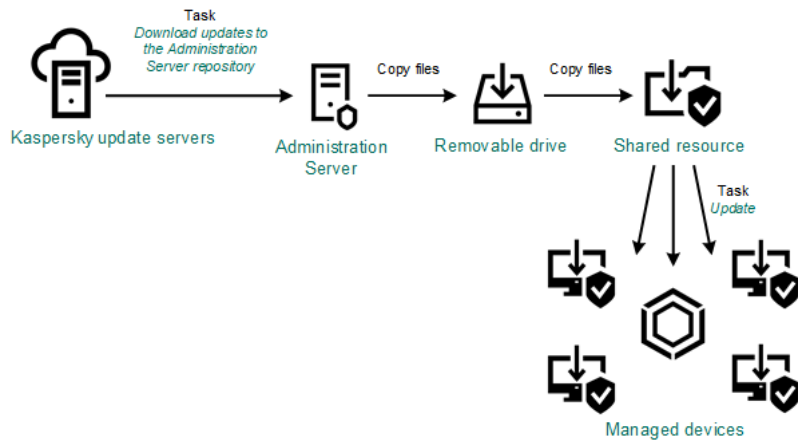 Task
Download updates to
the Administration
Server repository
Copy files
Copy files
Kaspersky update servers
Administration
Server
Removable drive
Shared resource
Task
Update
Managed devices